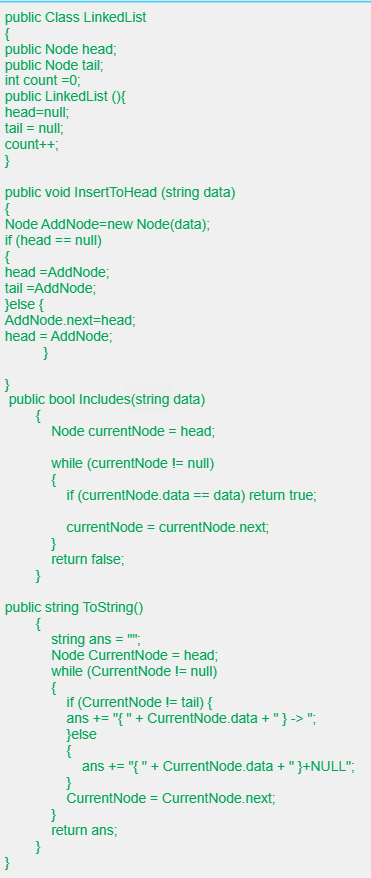 public Class LinkedList
{
public Node head;
public Node tail;
int count =0;
public LinkedList (){
head=null;
tail = null;
count++;
}

public void InsertToHead (string data)
{
Node AddNode=new Node(data);
if (head == null)
{
head =AddNode;
tail =AddNode;
}else {
AddNode.next=head;
head = AddNode;
}

}
public bool Includes(string data)
{
Node currentNode = head;

while (currentNode != null)
{
if (currentNode.data == data) return true;

currentNode = currentNode.next;
}
return false;
}

public string ToString()
{
string ans = "";
Node CurrentNode = head;
while (CurrentNode != null)
{
if (CurrentNode != tail) {
ans += "{ " + CurrentNode.data + " } -> ";
}else
{
ans += "{ " + CurrentNode.data + " }+NULL";
}
CurrentNode = CurrentNode.next;
}
return ans;
}
}